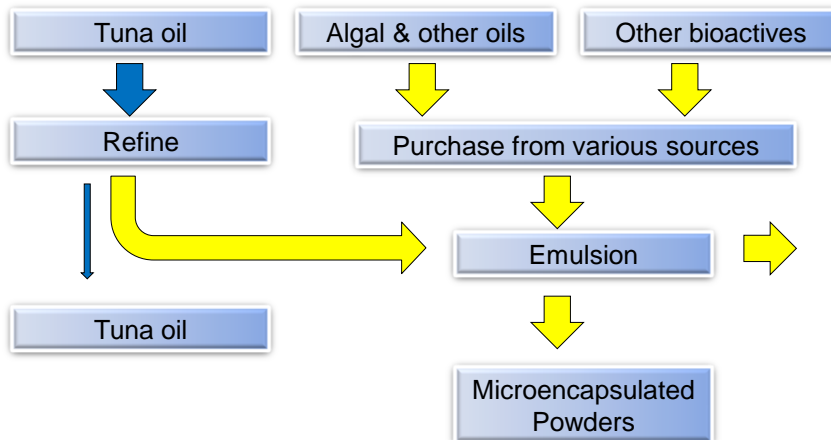 Tuna oil
Algal & other oils
Other bioactives
Refine
Purchase from various sources
Emulsion
Tuna oil
Microencapsulated
Powders